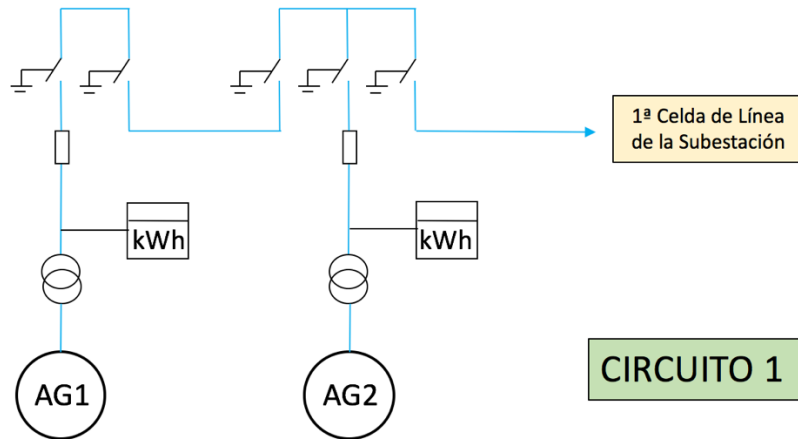 1ª Celda de Línea
de la Subestación
kWh
kWh
AG1
AG2
CIRCUITO 1